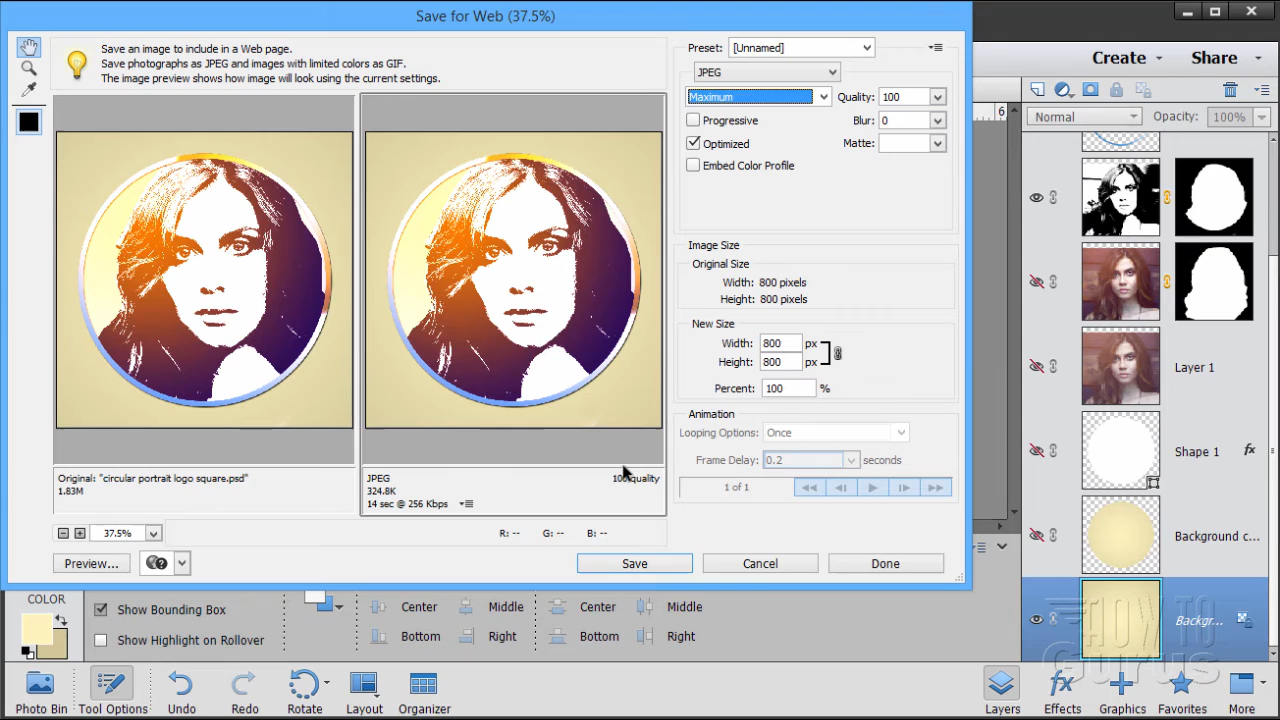 Save for Web (37.5%)
Save an image to include in a Web page.
Save photographs as JPEG and images with limited colors as GIF.
The image preview shows how image will look using the current settings.
Preset: [Unnamed]
JPEG
Maximum Quality: 100
Progressive Blur: 0
Optimized Matte:
Embed Color Profile
Image Size
Original Size
Width: 800 pixels
Height: 800 pixels
New Size
Width: 800 px
Height: 800 px
Percent: 100 %
Animation
Looping Options: Once
Frame Delay: 0.2 seconds
1 of 1
Original: "circular portrait logo square.psd"
1.83M
JPEG 100 quality
324.8K
14 sec @ 256 Kbps
37.5% R: -- G: -- B: --
Preview... Save Cancel Done
Create Share
6
Normal Opacity: 100%
Layer 1
Shape 1 fx
Background c...
Backgr...
COLOR
Show Bounding Box
Show Highlight on Rollover
Center Middle Center Middle
Bottom Right Bottom Right
HOW TO
Gurus
Photo Bin Tool Options Undo Redo Rotate Layout Organizer
Layers Effects Graphics Favorites More